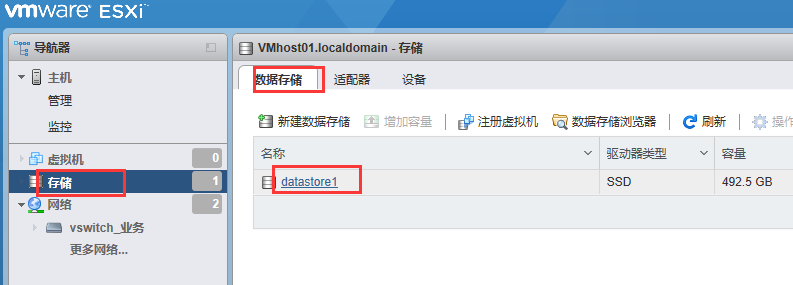 vmware ESXi™
导航器
主机
管理
监控
虚拟机 0
存储 1
网络 2
vswitch_业务
更多网络...
VMhost01.localdomain - 存储
数据存储 适配器 设备
新建数据存储 增加容量 注册虚拟机 数据存储浏览器 刷新 操作
名称 驱动器类型 容量
datastore1 SSD 492.5 GB